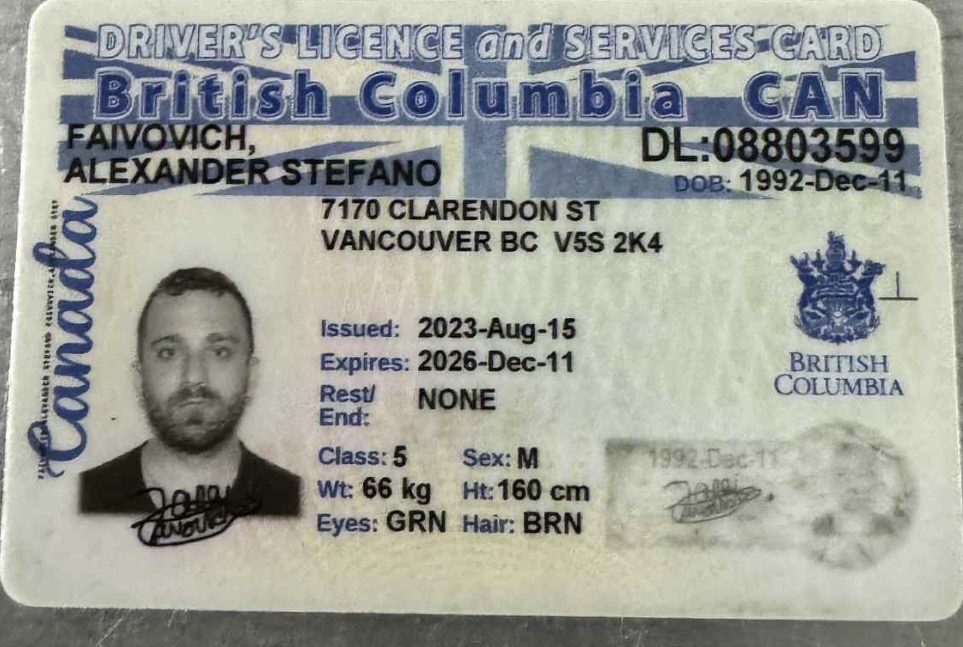 DRIVER'S LICENCE and SERVICES CARD
British Columbia CAN
FAIVOVICH,
ALEXANDER STEFANO
DL:08803599
DOB: 1992-Dec-11
7170 CLARENDON ST
VANCOUVER BC V5S 2K4
Canada
Issued: 2023-Aug-15
Expires: 2026-Dec-11
Rest/
End: NONE
Class: 5 Sex: M
Wt: 66 kg Ht: 160 cm
Eyes: GRN Hair: BRN
BRITISH
COLUMBIA
1992-Dec-11